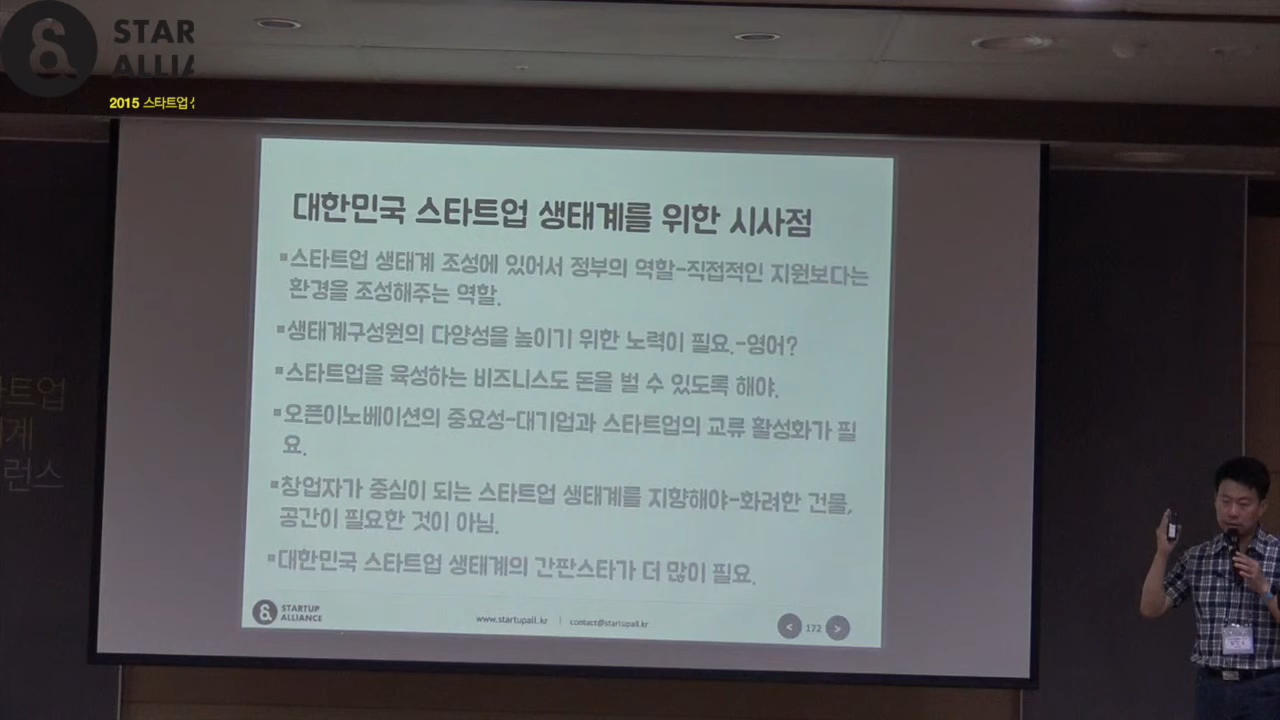 STAR
ALLIA
2015 스타트업
대한민국 스타트업 생태계를 위한 시사점
▪스타트업 생태계 조성에 있어서 정부의 역할-직접적인 지원보다는
환경을 조성해주는 역할.
▪생태계구성원의 다양성을 높이기 위한 노력이 필요.-영어?
▪스타트업을 육성하는 비즈니스도 돈을 벌 수 있도록 해야.
▪오픈이노베이션의 중요성-대기업과 스타트업의 교류 활성화가 필
요.
▪창업자가 중심이 되는 스타트업 생태계를 지향해야-화려한 건물,
공간이 필요한 것이 아님.
▪대한민국 스타트업 생태계의 간판스타가 더 많이 필요.
STARTUP
ALLIANCE
www.startupall.kr | contact@startupall.kr
< 172 >
트업
계
런스